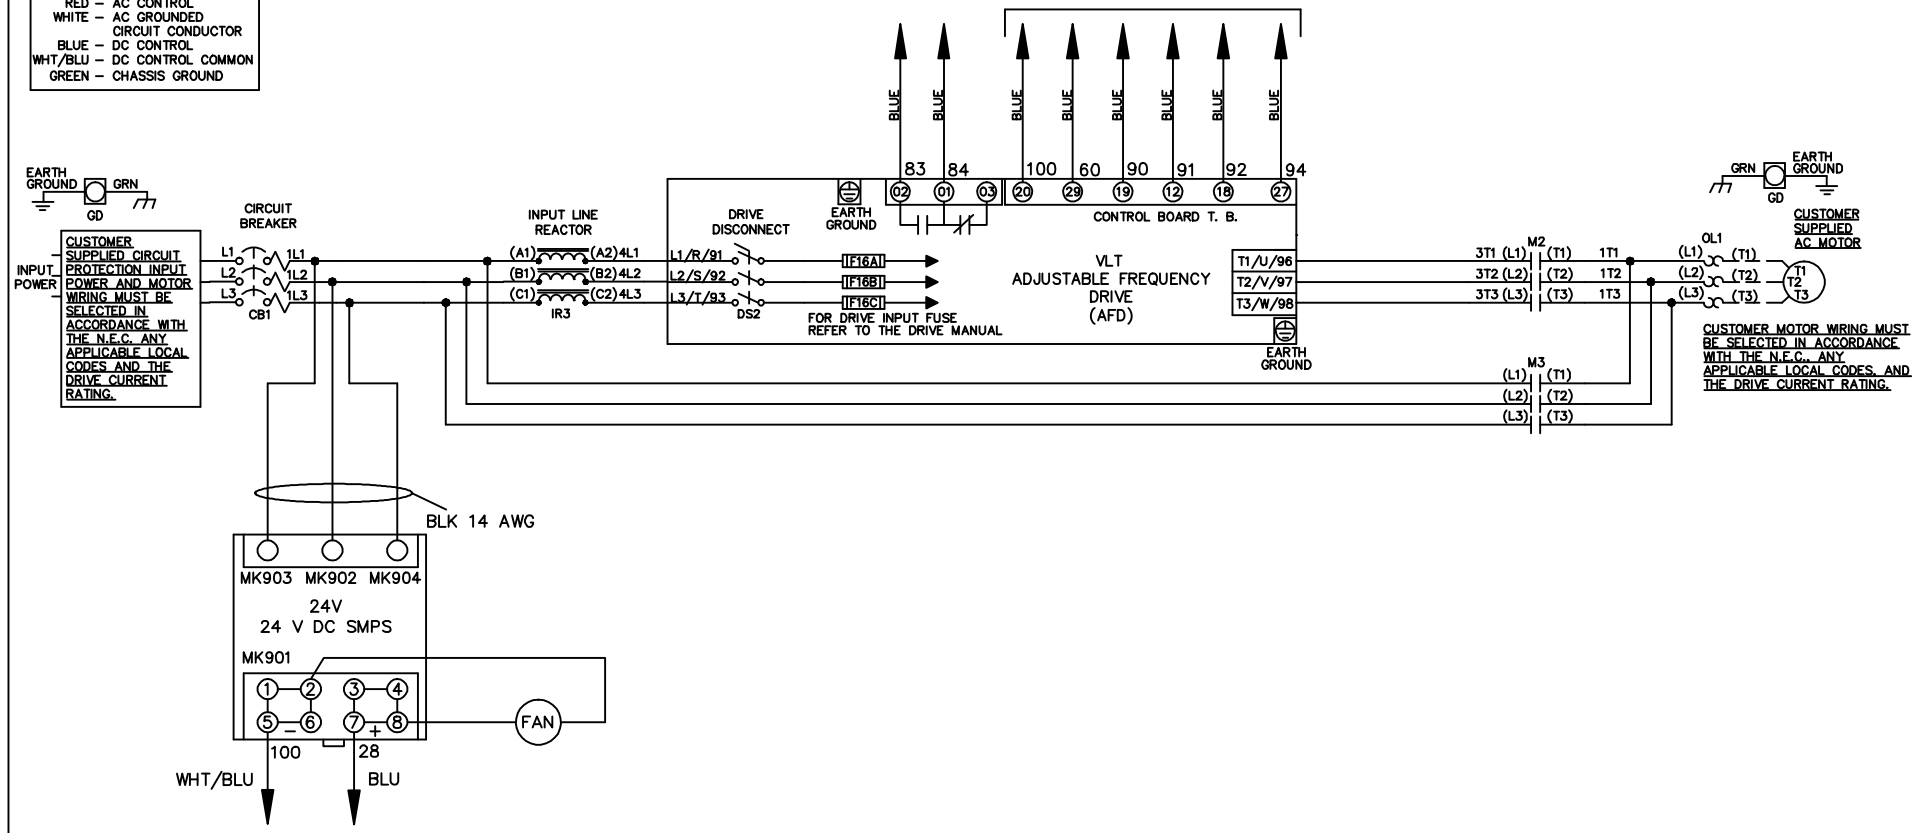 RED – AC CONTROL
WHITE – AC GROUNDED
CIRCUIT CONDUCTOR
BLUE – DC CONTROL
WHT/BLU – DC CONTROL COMMON
GREEN – CHASSIS GROUND
BLUE
BLUE
BLUE
BLUE
BLUE
BLUE
BLUE
BLUE
83
84
100
60
90
91
92
94
02
01
03
20
29
19
12
18
27
CONTROL BOARD T. B.
EARTH
GROUND
GRN
GD
INPUT
POWER
CUSTOMER
SUPPLIED CIRCUIT
PROTECTION INPUT
POWER AND MOTOR
WIRING MUST BE
SELECTED IN
ACCORDANCE WITH
THE N.E.C. ANY
APPLICABLE LOCAL
CODES AND THE
DRIVE CURRENT
RATING.
CIRCUIT
BREAKER
L1
1L1
L2
1L2
L3
1L3
CB1
INPUT LINE
REACTOR
(A1)
(A2)4L1
(B1)
(B2)4L2
(C1)
(C2)4L3
IR3
DRIVE
DISCONNECT
L1/R/91
L2/S/92
L3/T/93
DS2
EARTH
GROUND
F16A
F16B
F16C
FOR DRIVE INPUT FUSE
REFER TO THE DRIVE MANUAL
VLT
ADJUSTABLE FREQUENCY
DRIVE
(AFD)
T1/U/96
T2/V/97
T3/W/98
EARTH
GROUND
M2
3T1 (L1)
(T1)
1T1
3T2 (L2)
(T2)
1T2
3T3 (L3)
(T3)
1T3
M3
(L1)
(T1)
(L2)
(T2)
(L3)
(T3)
OL1
(L1)
(T1)
(L2)
(T2)
(L3)
(T3)
T1
T2
T3
GRN
EARTH
GROUND
GD
CUSTOMER
SUPPLIED
AC MOTOR
CUSTOMER MOTOR WIRING MUST
BE SELECTED IN ACCORDANCE
WITH THE N.E.C., ANY
APPLICABLE LOCAL CODES, AND
THE DRIVE CURRENT RATING.
BLK 14 AWG
MK903
MK902
MK904
24V
24 V DC SMPS
MK901
1
2
3
4
5
6
7
8
–
+
FAN
100
28
WHT/BLU
BLU